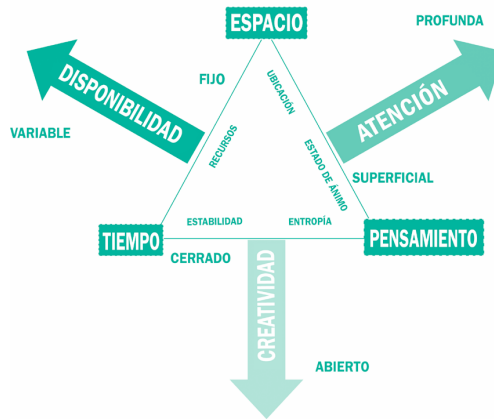 ESPACIO
PROFUNDA
DISPONIBILIDAD
FIJO
UBICACIÓN
ATENCIÓN
VARIABLE
RECURSOS
ESTADO DE ÁNIMO
SUPERFICIAL
ESTABILIDAD
ENTROPÍA
TIEMPO
PENSAMIENTO
CERRADO
CREATIVIDAD
ABIERTO